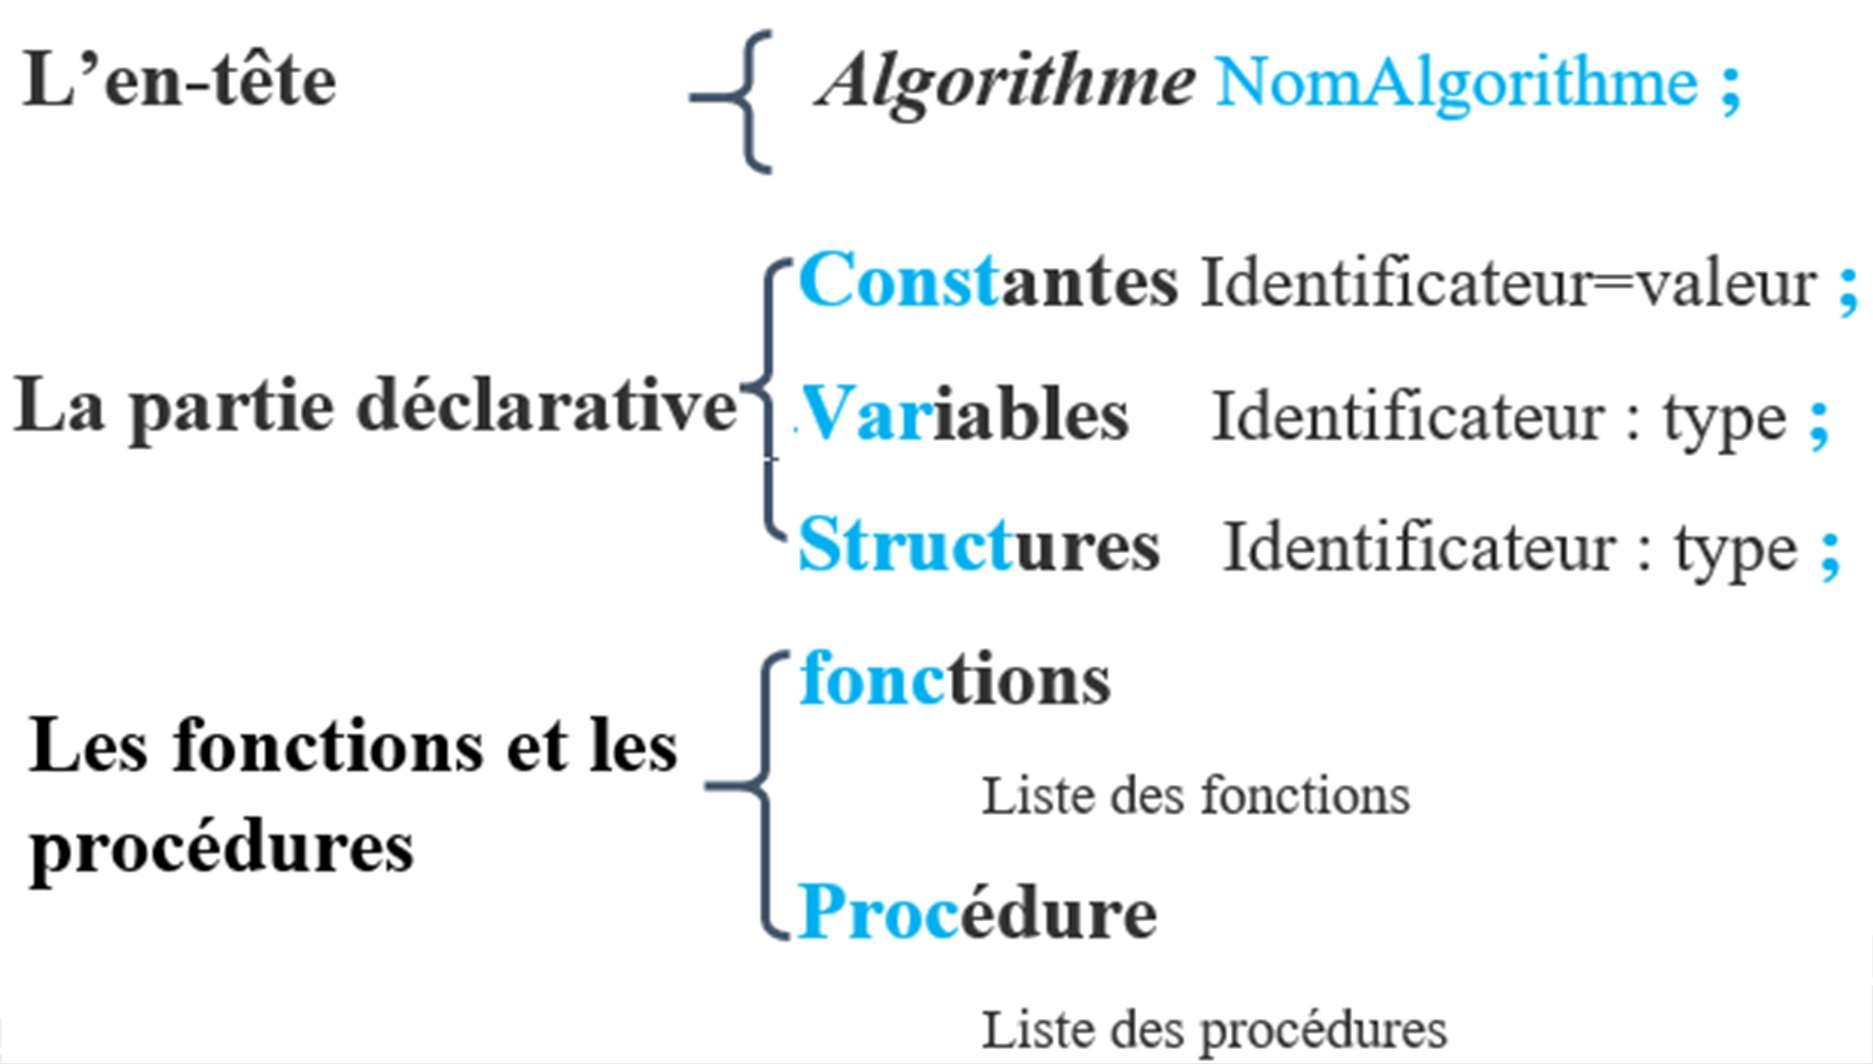 L’en-tête
Algorithme NomAlgorithme ;
La partie déclarative
Constantes Identificateur=valeur ;
Variables Identificateur : type ;
Structures Identificateur : type ;
Les fonctions et les
procédures
fonctions
Liste des fonctions
Procédure
Liste des procédures